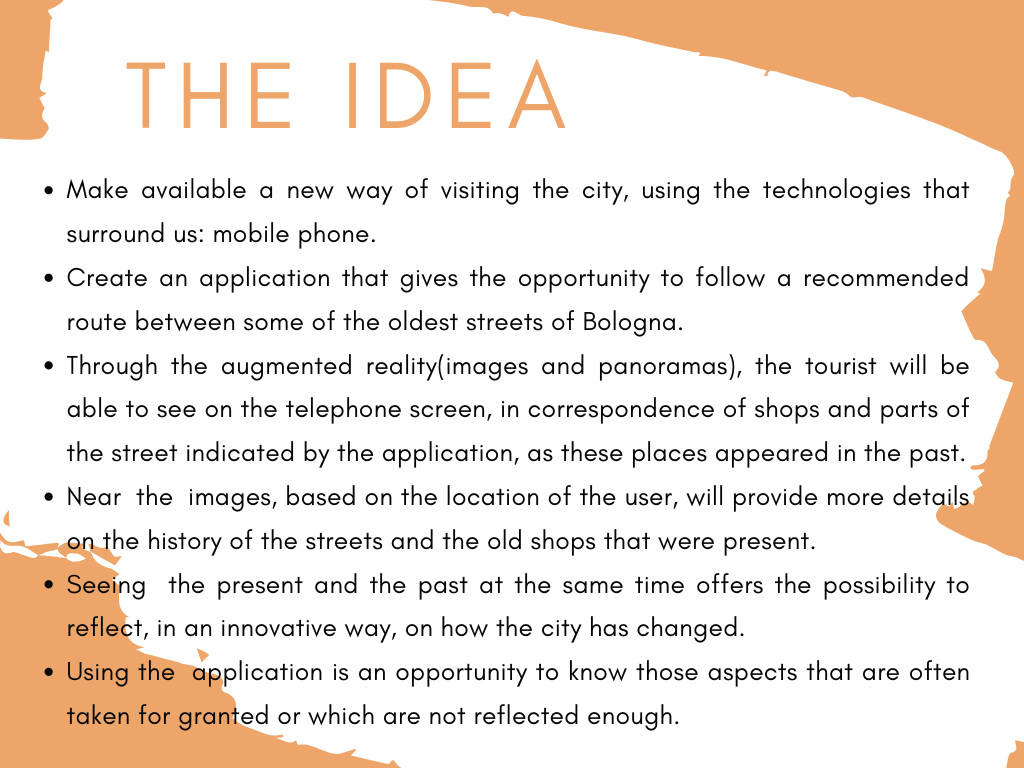 THE IDEA
• Make available a new way of visiting the city, using the technologies that
surround us: mobile phone.
• Create an application that gives the opportunity to follow a recommended
route between some of the oldest streets of Bologna.
• Through the augmented reality(images and panoramas), the tourist will be
able to see on the telephone screen, in correspondence of shops and parts of
the street indicated by the application, as these places appeared in the past.
• Near the images, based on the location of the user, will provide more details
on the history of the streets and the old shops that were present.
• Seeing the present and the past at the same time offers the possibility to
reflect, in an innovative way, on how the city has changed.
• Using the application is an opportunity to know those aspects that are often
taken for granted or which are not reflected enough.